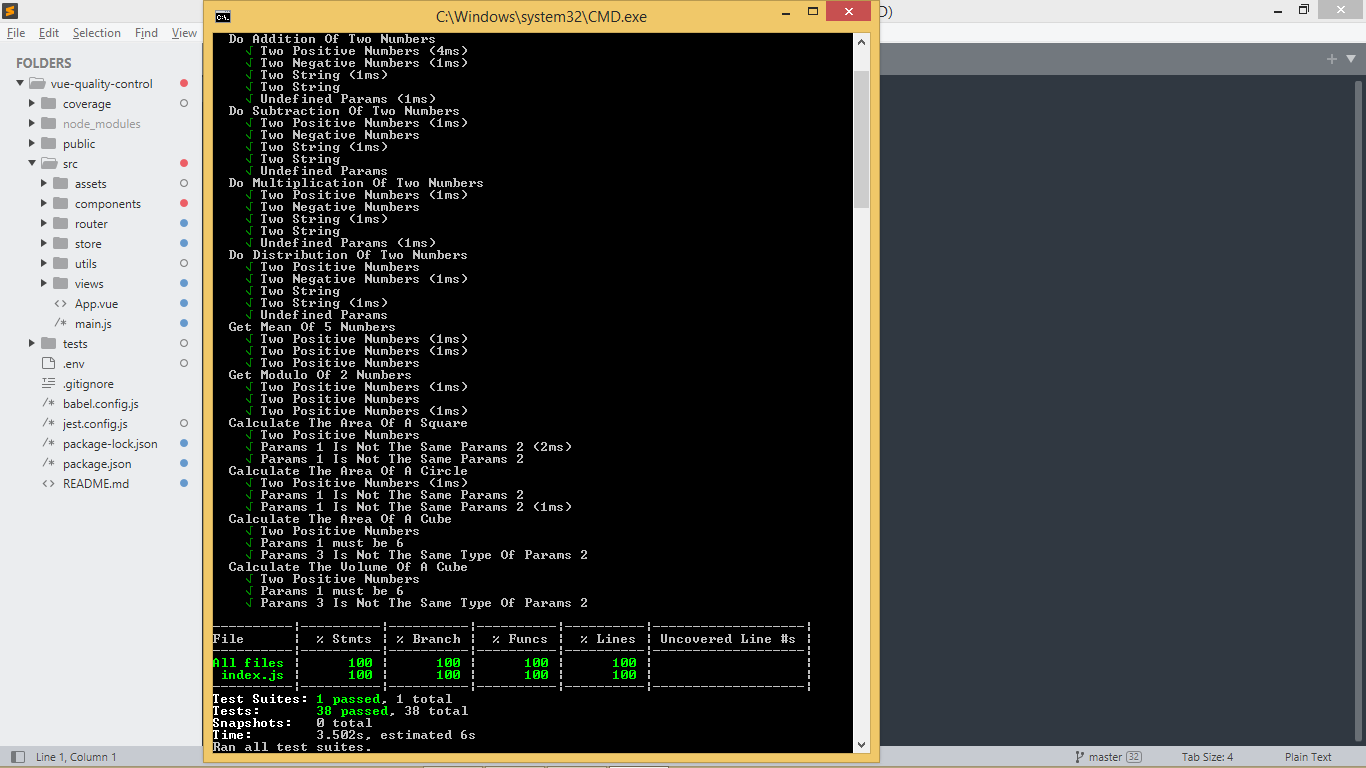 C:\Windows\system32\CMD.exe
D)
File Edit Selection Find View
FOLDERS
vue-quality-control
coverage
node_modules
public
src
assets
components
router
store
utils
views
<> App.vue
/* main.js
tests
.env
.gitignore
/* babel.config.js
/* jest.config.js
/* package-lock.json
/* package.json
<> README.md
Do Addition Of Two Numbers
√ Two Positive Numbers (4ms)
√ Two Negative Numbers (1ms)
√ Two String (1ms)
√ Two String
√ Undefined Params (1ms)
Do Subtraction Of Two Numbers
√ Two Positive Numbers (1ms)
√ Two Negative Numbers
√ Two String (1ms)
√ Two String
√ Undefined Params
Do Multiplication Of Two Numbers
√ Two Positive Numbers (1ms)
√ Two Negative Numbers
√ Two String (1ms)
√ Two String
√ Undefined Params (1ms)
Do Distribution Of Two Numbers
√ Two Positive Numbers
√ Two Negative Numbers (1ms)
√ Two String
√ Two String (1ms)
√ Undefined Params
Get Mean Of 5 Numbers
√ Two Positive Numbers (1ms)
√ Two Positive Numbers (1ms)
√ Two Positive Numbers
Get Modulo Of 2 Numbers
√ Two Positive Numbers (1ms)
√ Two Positive Numbers
√ Two Positive Numbers (1ms)
Calculate The Area Of A Square
√ Two Positive Numbers
√ Params 1 Is Not The Same Params 2 (2ms)
√ Params 1 Is Not The Same Params 2
Calculate The Area Of A Circle
√ Two Positive Numbers (1ms)
√ Params 1 Is Not The Same Params 2
√ Params 1 Is Not The Same Params 2 (1ms)
Calculate The Area Of A Cube
√ Two Positive Numbers
√ Params 1 must be 6
√ Params 3 Is Not The Same Type Of Params 2
Calculate The Volume Of A Cube
√ Two Positive Numbers
√ Params 1 must be 6
√ Params 3 Is Not The Same Type Of Params 2
----------¦----------¦----------¦----------¦----------¦-------------------¦
File ¦ % Stmts ¦ % Branch ¦ % Funcs ¦ % Lines ¦ Uncovered Line #s ¦
----------¦----------¦----------¦----------¦----------¦-------------------¦
All files ¦ 100 ¦ 100 ¦ 100 ¦ 100 ¦ ¦
index.js ¦ 100 ¦ 100 ¦ 100 ¦ 100 ¦ ¦
----------¦----------¦----------¦----------¦----------¦-------------------¦
Test Suites: 1 passed, 1 total
Tests: 38 passed, 38 total
Snapshots: 0 total
Time: 3.502s, estimated 6s
Ran all test suites.
Line 1, Column 1
master 32
Tab Size: 4
Plain Text